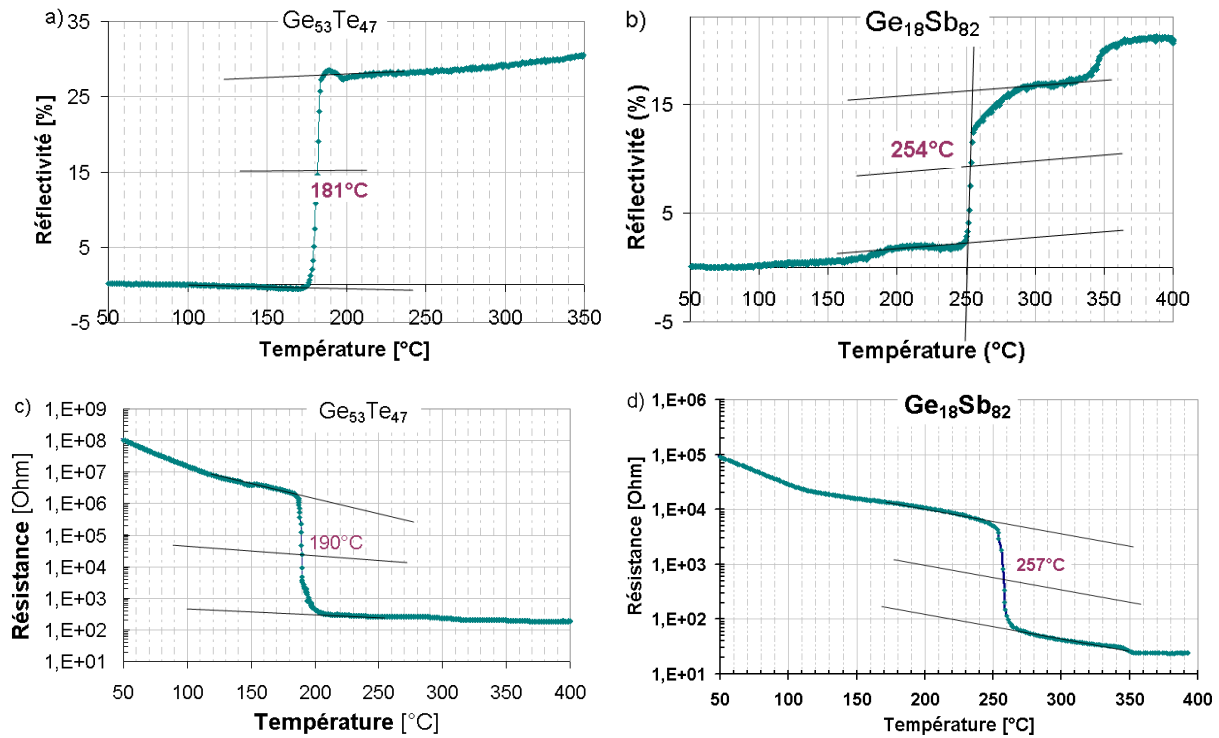 a)
Ge53Te47
Réflectivité [%]
35
25
15
5
-5
181°C
50 100 150 200 250 300 350
Température [°C]
b)
Ge18Sb82
Réflectivité (%)
15
5
-5
254°C
50 100 150 200 250 300 350 400
Température (°C)
c)
Ge53Te47
Résistance [Ohm]
1,E+09
1,E+08
1,E+07
1,E+06
1,E+05
1,E+04
1,E+03
1,E+02
1,E+01
190°C
50 100 150 200 250 300 350 400
Température [°C]
d)
Ge18Sb82
Résistance [Ohm]
1,E+06
1,E+05
1,E+04
1,E+03
1,E+02
1,E+01
257°C
50 100 150 200 250 300 350 400
Température [°C]